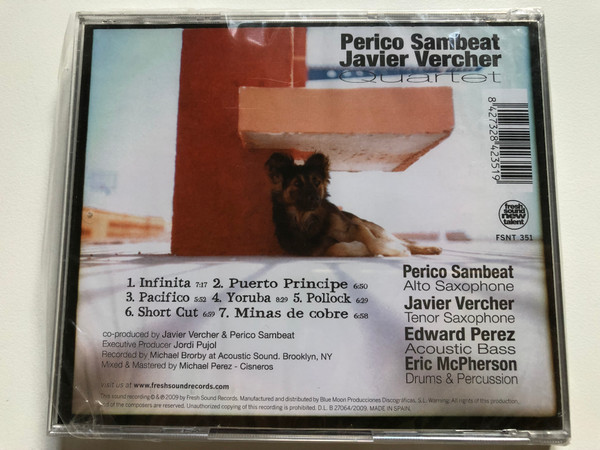 Perico Sambeat
Javier Vercher
Quartet
8427328423519
fresh
sound
new
talent
FSNT 351
1. Infinita 7:17 2. Puerto Principe 6:50
3. Pacifico 5:52 4. Yoruba 8:29 5. Pollock 6:29
6. Short Cut 6:59 7. Minas de cobre 6:58
Perico Sambeat
Alto Saxophone
Javier Vercher
Tenor Saxophone
Edward Perez
Acoustic Bass
Eric McPherson
Drums & Percussion
co-produced by Javier Vercher & Perico Sambeat
Executive Producer Jordi Pujol
Recorded by Michael Brorby at Acoustic Sound. Brooklyn, NY
Mixed & Mastered by Michael Perez - Cisneros
visit us at www.freshsoundrecords.com
This sound recording ℗ & © 2009 by Fresh Sound Records. Manufactured and distributed by Blue Moon Producciones Discográficas, S.L. Warning: All rights of this production
and of the composers are reserved. Unauthorized copying of this recording is prohibited. D.L. B 27064/2009. MADE IN SPAIN.